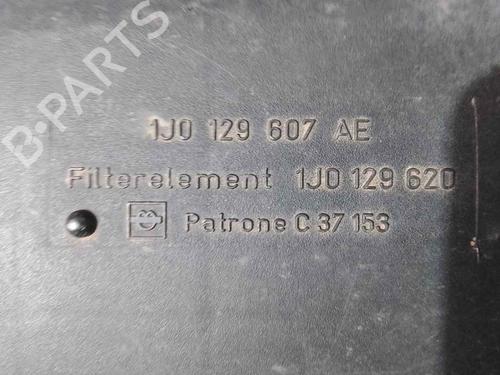 B-PARTS
1J0 129 607 AE
Filterelement 1J0 129 620
Patrone C 37 153